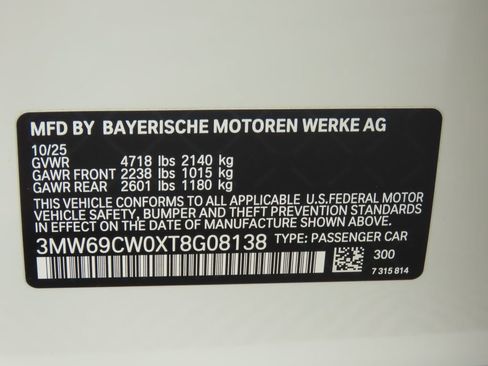 MFD BY BAYERISCHE MOTOREN WERKE AG
10/25
GVWR 4718 lbs 2140 kg
GAWR FRONT 2238 lbs 1015 kg
GAWR REAR 2601 lbs 1180 kg
THIS VEHICLE CONFORMS TO ALL APPLICABLE U.S.FEDERAL MOTOR
VEHICLE SAFETY, BUMPER AND THEFT PREVENTION STANDARDS
IN EFFECT ON THE DATE OF MANUFACTURE SHOWN ABOVE.
3MW69CW0XT8G08138 TYPE: PASSENGER CAR
300
7 315 814